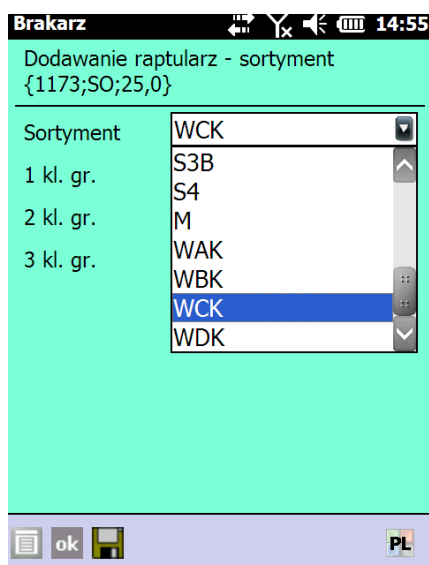 Brakarz 14:55
Dodawanie raptularz - sortyment
{1173;SO;25,0}
Sortyment WCK
1 kl. gr.
2 kl. gr.
3 kl. gr.
S3B
S4
M
WAK
WBK
WCK
WDK
ok PL